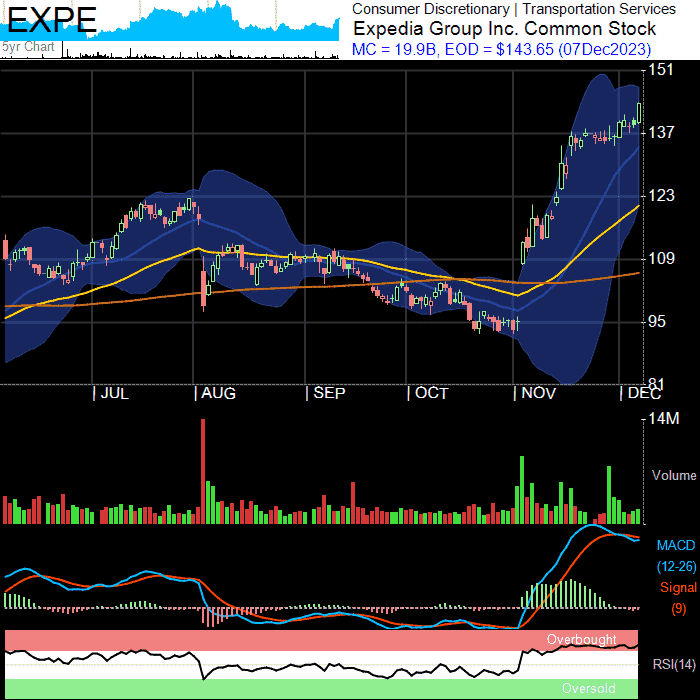 EXPE
5yr Chart
Consumer Discretionary | Transportation Services
Expedia Group Inc. Common Stock
MC = 19.9B, EOD = $143.65 (07Dec2023)
151
137
123
109
95
81
| JUL | AUG | SEP | OCT | NOV | DEC
14M
Volume
MACD
(12-26)
Signal
(9)
Overbought
RSI(14)
Oversold